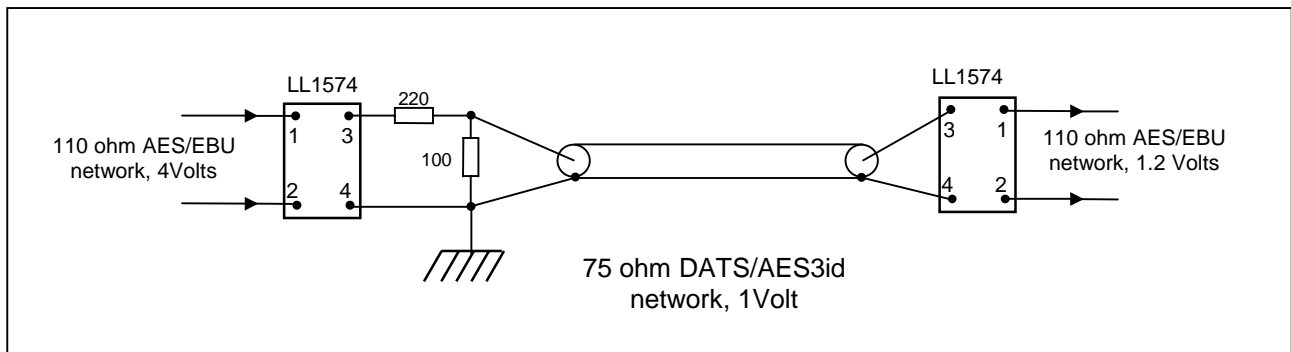 LL1574
220
1
3
110 ohm AES/EBU
network, 4Volts
100
2
4
LL1574
3
1
110 ohm AES/EBU
network, 1.2 Volts
4
2
75 ohm DATS/AES3id
network, 1Volt